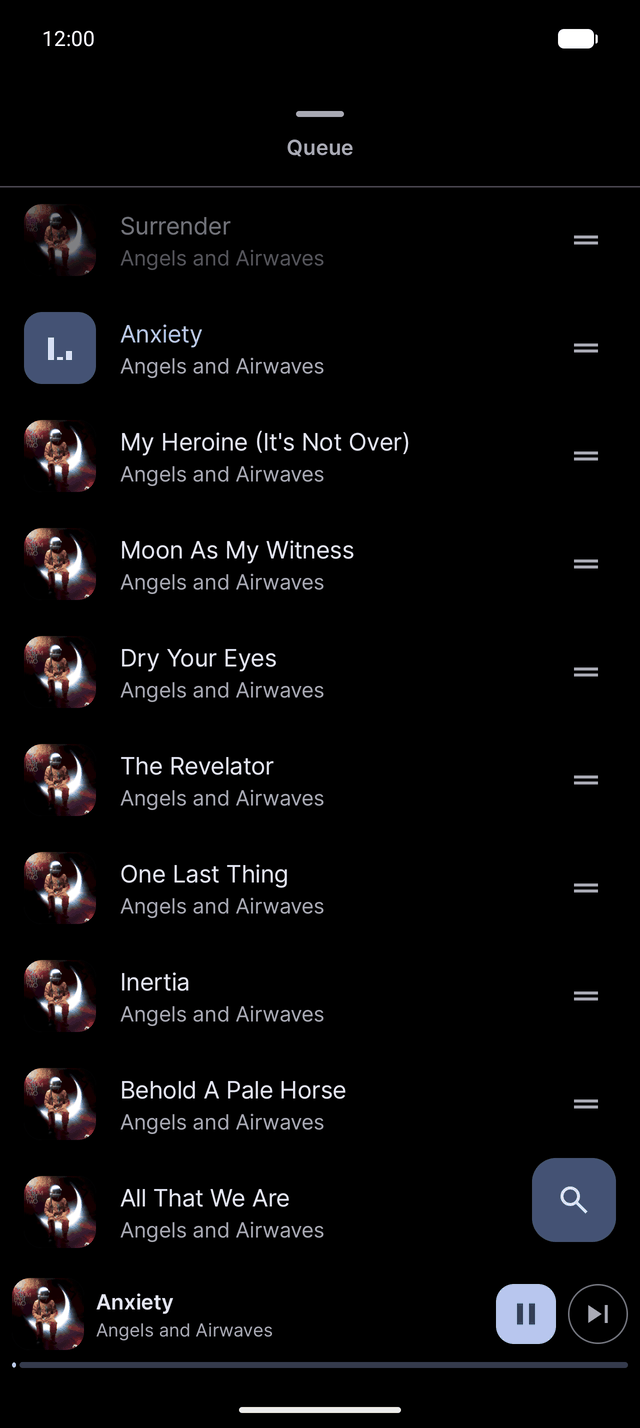 12:00
Queue
Surrender
Angels and Airwaves
Anxiety
Angels and Airwaves
My Heroine (It's Not Over)
Angels and Airwaves
Moon As My Witness
Angels and Airwaves
Dry Your Eyes
Angels and Airwaves
The Revelator
Angels and Airwaves
One Last Thing
Angels and Airwaves
Inertia
Angels and Airwaves
Behold A Pale Horse
Angels and Airwaves
All That We Are
Angels and Airwaves
Anxiety
Angels and Airwaves